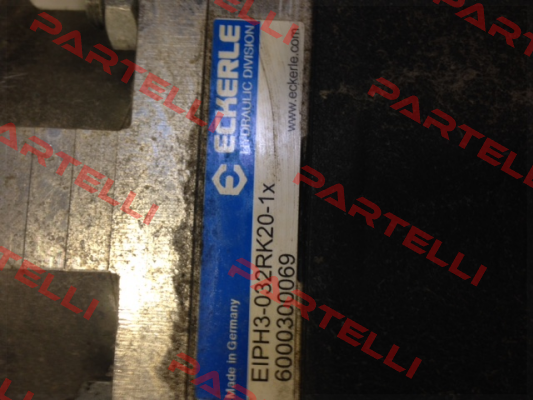 ECKERLE
HYDRAULIC DIVISION
www.eckerle.com
Made in Germany
EIPH3-032RK20-1x
6000300069
PARTELLI
PARTELLI
PARTELLI
PARTELLI
PARTELLI
PARTELLI